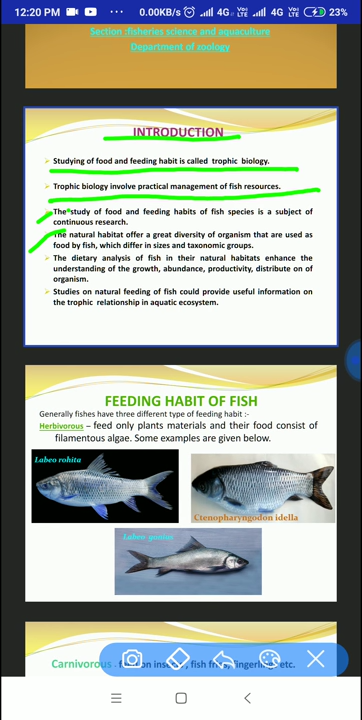 12:20 PM ... 0.00KB/s 4G Vo) LTE 4G Vo) LTE 23%
Section :fisheries science and aquaculture
Department of zoology
INTRODUCTION
Studying of food and feeding habit is called trophic biology.
Trophic biology involve practical management of fish resources.
The study of food and feeding habits of fish species is a subject of
continuous research.
The natural habitat offer a great diversity of organism that are used as
food by fish, which differ in sizes and taxonomic groups.
The dietary analysis of fish in their natural habitats enhance the
understanding of the growth, abundance, productivity, distribute on of
organism.
Studies on natural feeding of fish could provide useful information on
the trophic relationship in aquatic ecosystem.
FEEDING HABIT OF FISH
Generally fishes have three different type of feeding habit :-
Herbivorous – feed only plants materials and their food consist of
filamentous algae. Some examples are given below.
Labeo rohita
Ctenopharyngodon idella
Labeo gonius
Carnivorous - on fish etc.